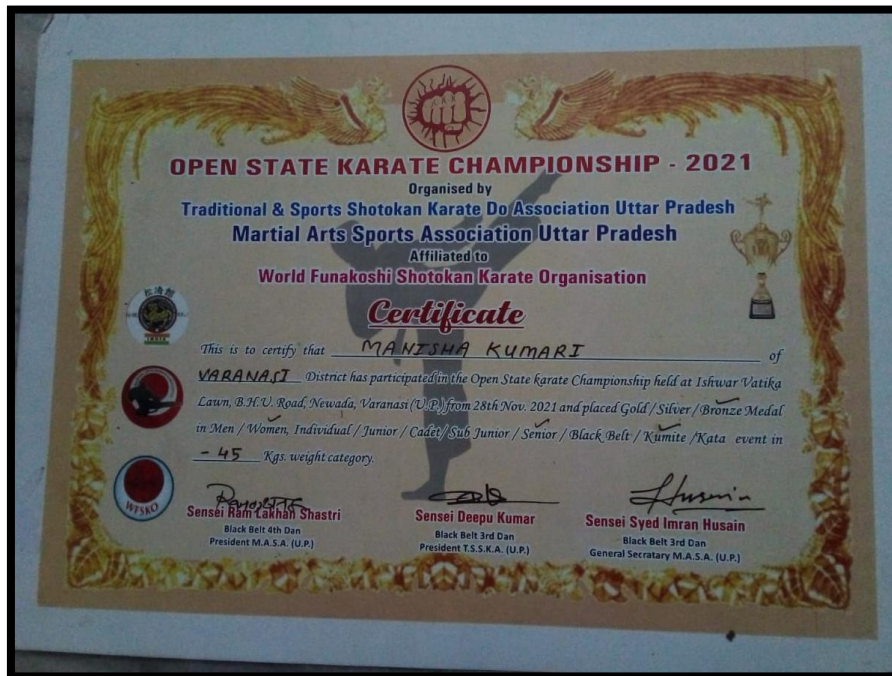 OPEN STATE KARATE CHAMPIONSHIP - 2021
Organised by
Traditional & Sports Shotokan Karate Do Association Uttar Pradesh
Martial Arts Sports Association Uttar Pradesh
Affiliated to
World Funakoshi Shotokan Karate Organisation
Certificate
This is to certify that MANISHA KUMARI of
VARANASI District has participated in the Open State karate Championship held at Ishwar Vatika
Lawn, B.H.U. Road, Newada, Varanasi (U.P.) from 28th Nov. 2021 and placed Gold / Silver / Bronze Medal
in Men / Women, Individual / Junior / Cadet / Sub Junior / Senior / Black Belt / Kumite / Kata event in
- 45 Kgs. weight category.
WFSKO
Sensei Ram Lakhan Shastri
Black Belt 4th Dan
President M.A.S.A. (U.P.)
Sensei Deepu Kumar
Black Belt 3rd Dan
President T.S.S.K.A. (U.P.)
Sensei Syed Imran Husain
Black Belt 3rd Dan
General Secratary M.A.S.A. (U.P.)